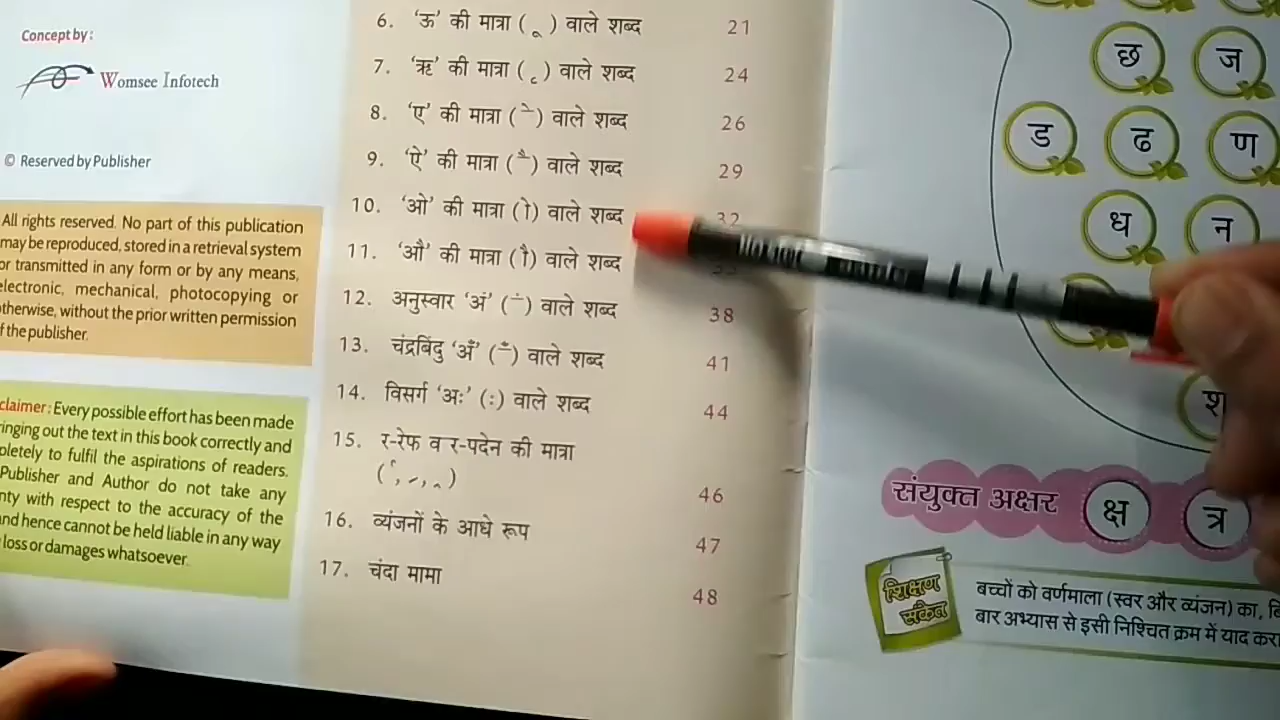 Concept by :
Womsee Infotech
© Reserved by Publisher
All rights reserved. No part of this publication
may be reproduced, stored in a retrieval system
or transmitted in any form or by any means,
electronic, mechanical, photocopying or
otherwise, without the prior written permission
f the publisher.
claimer : Every possible effort has been made
ringing out the text in this book correctly and
pletely to fulfil the aspirations of readers.
Publisher and Author do not take any
nty with respect to the accuracy of the
and hence cannot be held liable in any way
loss or damages whatsoever.
6. 'ऊ' की मात्रा ( ू ) वाले शब्द 21
7. 'ऋ' की मात्रा ( ृ ) वाले शब्द 24
8. 'ए' की मात्रा ( े ) वाले शब्द 26
9. 'ऐ' की मात्रा ( ै ) वाले शब्द 29
10. 'ओ' की मात्रा ( ो ) वाले शब्द 32
11. 'औ' की मात्रा ( ौ ) वाले शब्द
12. अनुस्वार 'अं' ( ं ) वाले शब्द 38
13. चंद्रबिंदु 'अँ' ( ँ ) वाले शब्द 41
14. विसर्ग 'अः' (:) वाले शब्द 44
15. र-रेफ व र-पदेन की मात्रा
46
16. व्यंजनों के आधे रूप 47
17. चंदा मामा 48
छ ज
ड ढ ण
ध न
श
संयुक्त अक्षर क्ष त्र
शिक्षण
संकेत
बच्चों को वर्णमाला (स्वर और व्यंजन) का,
बार अभ्यास से इसी निश्चित क्रम में याद करा